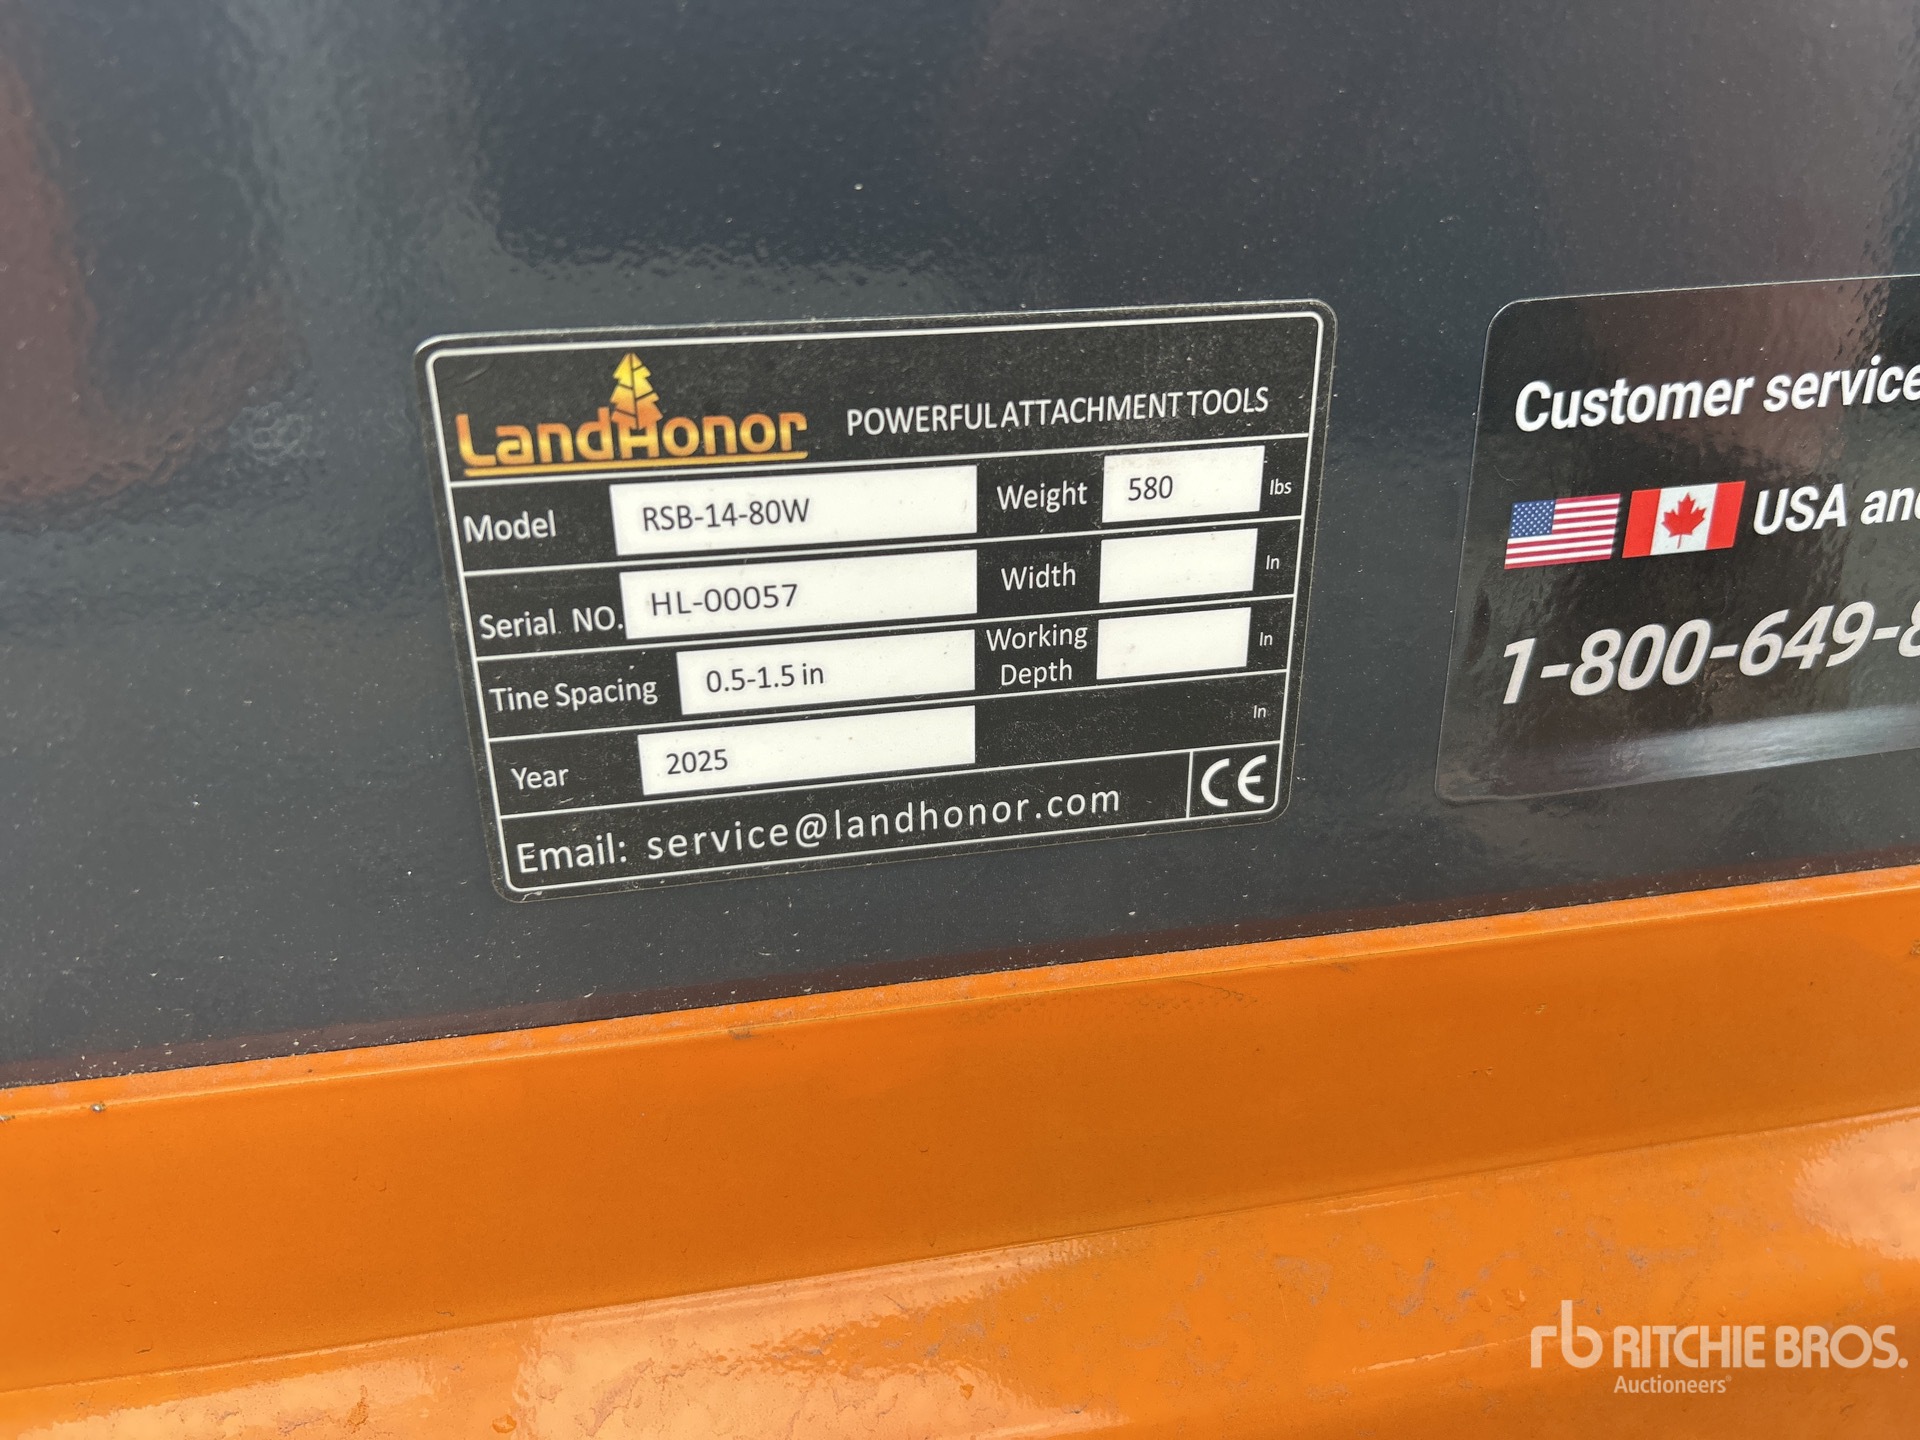 LandHonor POWERFUL ATTACHMENT TOOLS
Model RSB-14-80W Weight 580 lbs
Serial NO. HL-00057 Width In
Tine Spacing 0.5-1.5 in Working Depth In
Year 2025 In
Email: service@landhonor.com CE
Customer service
USA
1-800-649-8
rb RITCHIE BROS.
Auctioneers